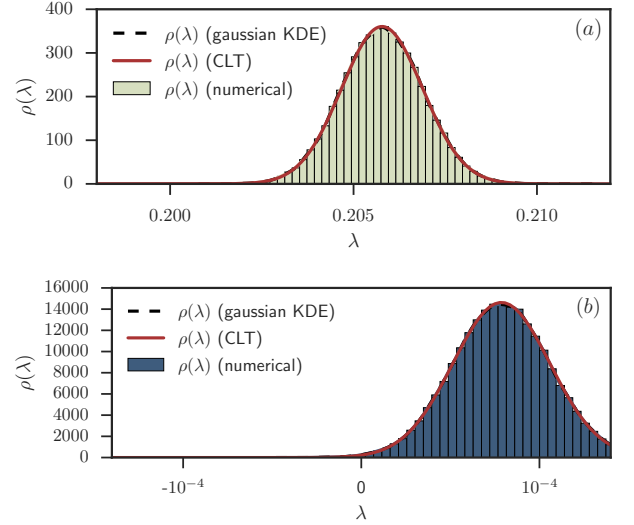 400
300
200
100
0
ρ(λ)
ρ(λ) (gaussian KDE)
ρ(λ) (CLT)
ρ(λ) (numerical)
(a)
0.200 0.205 0.210
λ
16000
14000
12000
10000
8000
6000
4000
2000
0
ρ(λ)
ρ(λ) (gaussian KDE)
ρ(λ) (CLT)
ρ(λ) (numerical)
(b)
-10⁻⁴ 0 10⁻⁴
λ